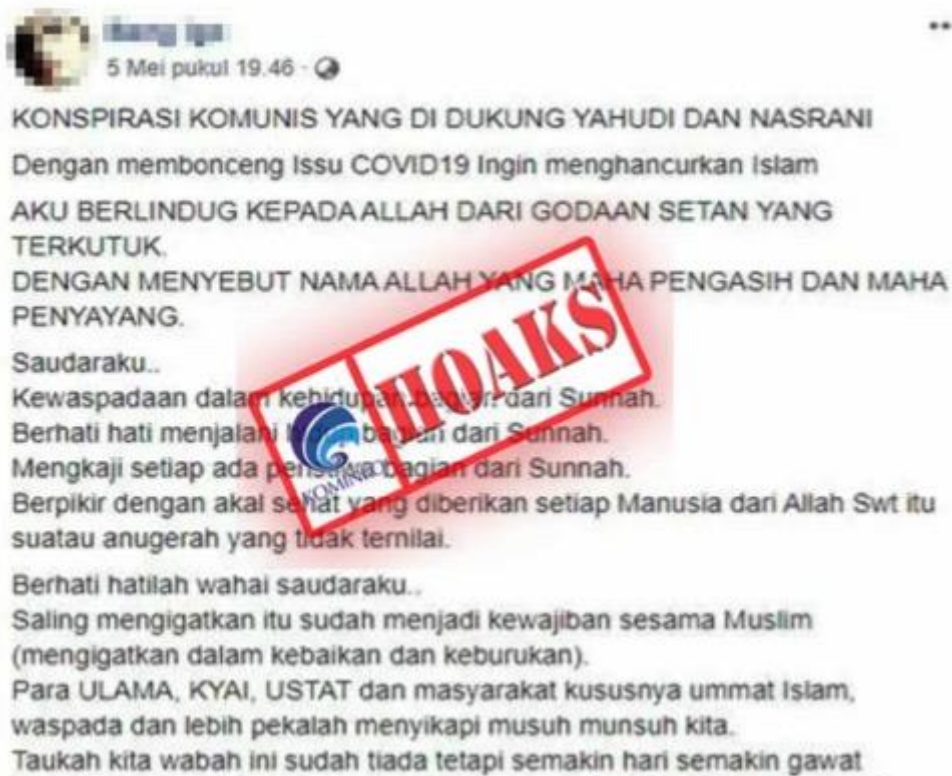 5 Mei pukul 19.46 ·
KONSPIRASI KOMUNIS YANG DI DUKUNG YAHUDI DAN NASRANI
Dengan membonceng Issu COVID19 Ingin menghancurkan Islam
AKU BERLINDUG KEPADA ALLAH DARI GODAAN SETAN YANG
TERKUTUK.
DENGAN MENYEBUT NAMA ALLAH YANG MAHA PENGASIH DAN MAHA
PENYAYANG.
Saudaraku..
Kewaspadaan dalam kehidupan bagian dari Sunnah.
Berhati hati menjalani bagian dari Sunnah.
Mengkaji setiap ada bagian dari Sunnah.
Berpikir dengan akal sehat yang diberikan setiap Manusia dari Allah Swt itu
suatau anugerah yang tidak ternilai.
HOAKS
KOMINFO
Berhati hatilah wahai saudaraku..
Saling mengigatkan itu sudah menjadi kewajiban sesama Muslim
(mengigatkan dalam kebaikan dan keburukan).
Para ULAMA, KYAI, USTAT dan masyarakat kususnya ummat Islam,
waspada dan lebih pekalah menyikapi musuh munsuh kita.
Taukah kita wabah ini sudah tiada tetapi semakin hari semakin gawat